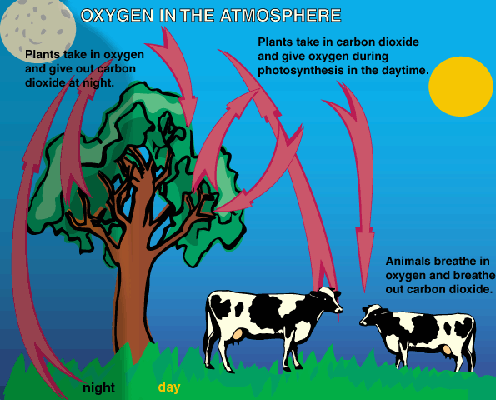 OXYGEN IN THE ATMOSPHERE
Plants take in oxygen
and give out carbon
dioxide at night.
Plants take in carbon dioxide
and give oxygen during
photosynthesis in the daytime.
Animals breathe in
oxygen and breathe
out carbon dioxide.
night
day